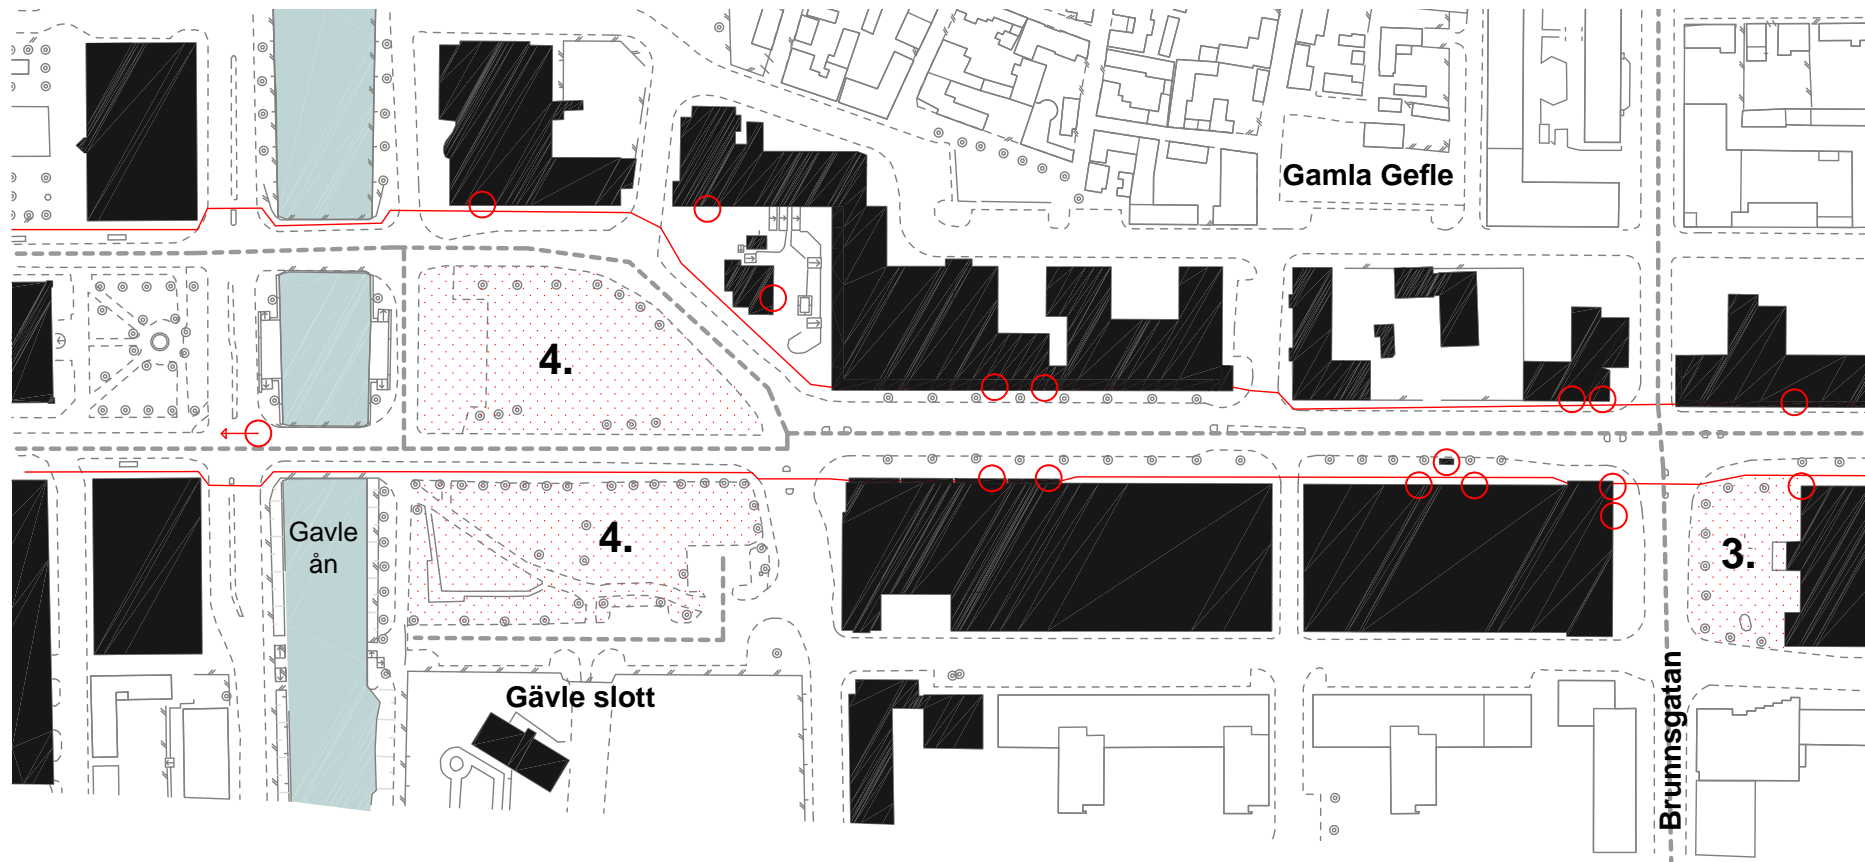 Gamla Gefle
4.
Gavle
ån
4.
3.
Gävle slott
Brunnsgatan